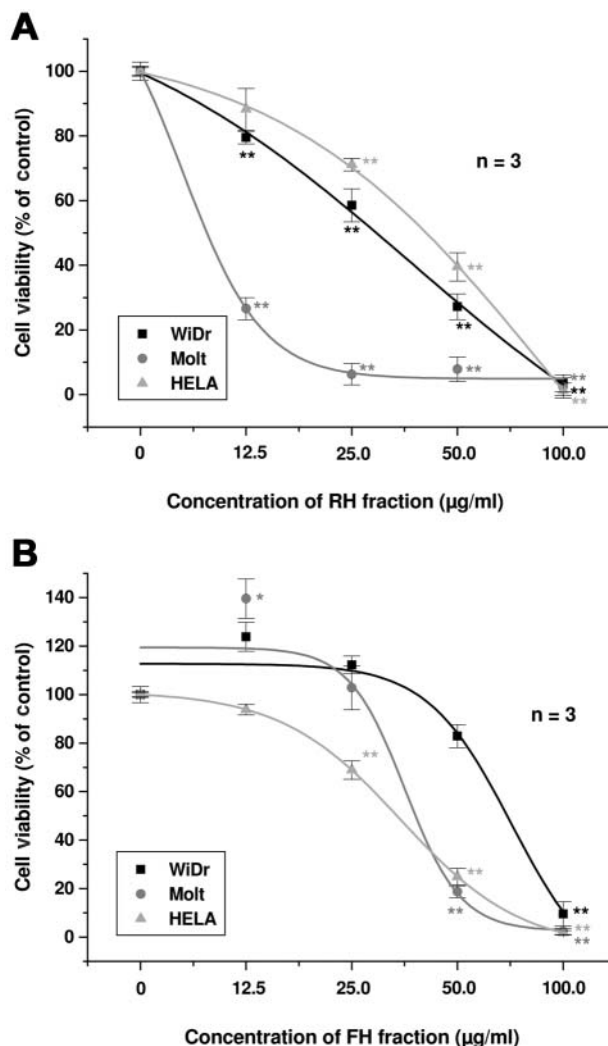 A
Cell viability (% of control)
100
80
60
40
20
0
**
**
**
**
**
**
**
**
**
**
**
n = 3
WiDr
Molt
HELA
0 12.5 25.0 50.0 100.0
Concentration of RH fraction (µg/ml)
B
Cell viability (% of control)
140
120
100
80
60
40
20
0
*
**
**
**
**
**
**
n = 3
WiDr
Molt
HELA
0 12.5 25.0 50.0 100.0
Concentration of FH fraction (µg/ml)